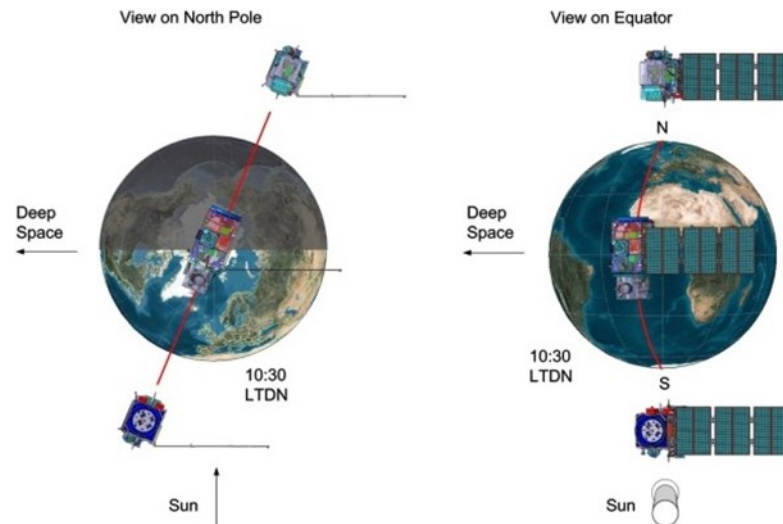 View on North Pole
Deep
Space
10:30
LTDN
Sun
View on Equator
N
Deep
Space
10:30
LTDN
S
Sun